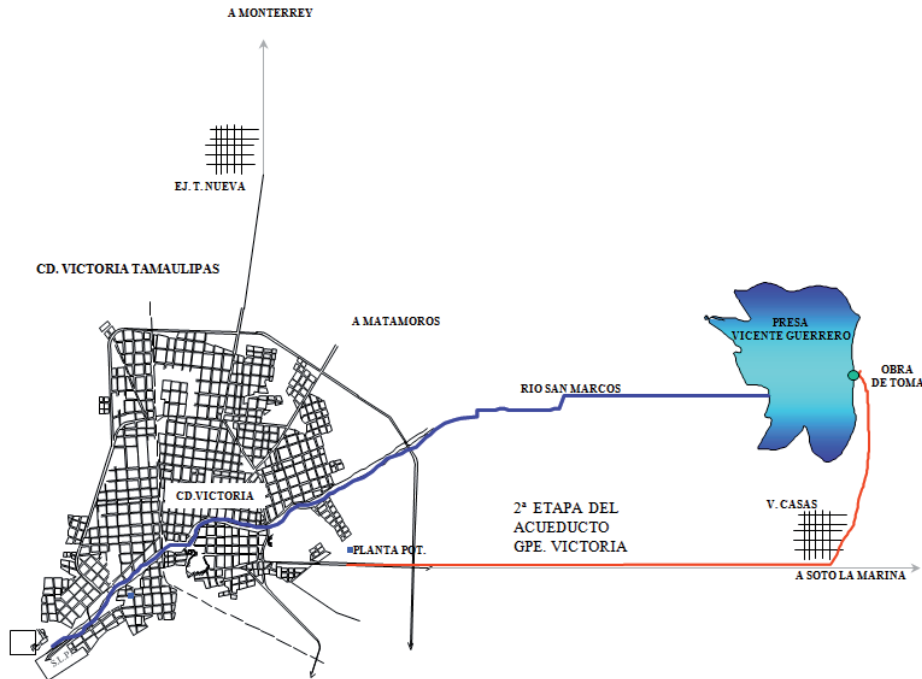 A MONTERREY
EJ. T. NUEVA
CD. VICTORIA TAMAULIPAS
A MATAMOROS
PRESA
VICENTE GUERRERO
OBRA
DE TOMA
RIO SAN MARCOS
CD.VICTORIA
2ª ETAPA DEL
ACUEDUCTO
GPE. VICTORIA
V. CASAS
PLANTA POT.
A SOTO LA MARINA
S.L.P